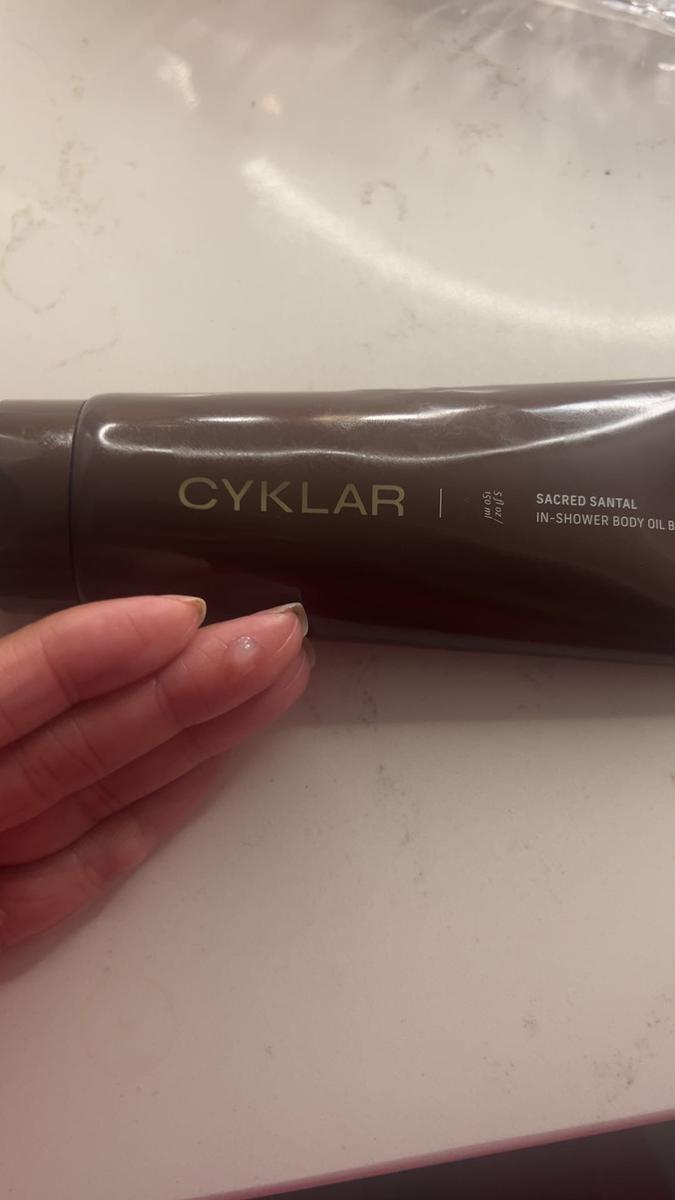 CYKLAR
5 fl oz /
150 ml
SACRED SANTAL
IN-SHOWER BODY OIL B